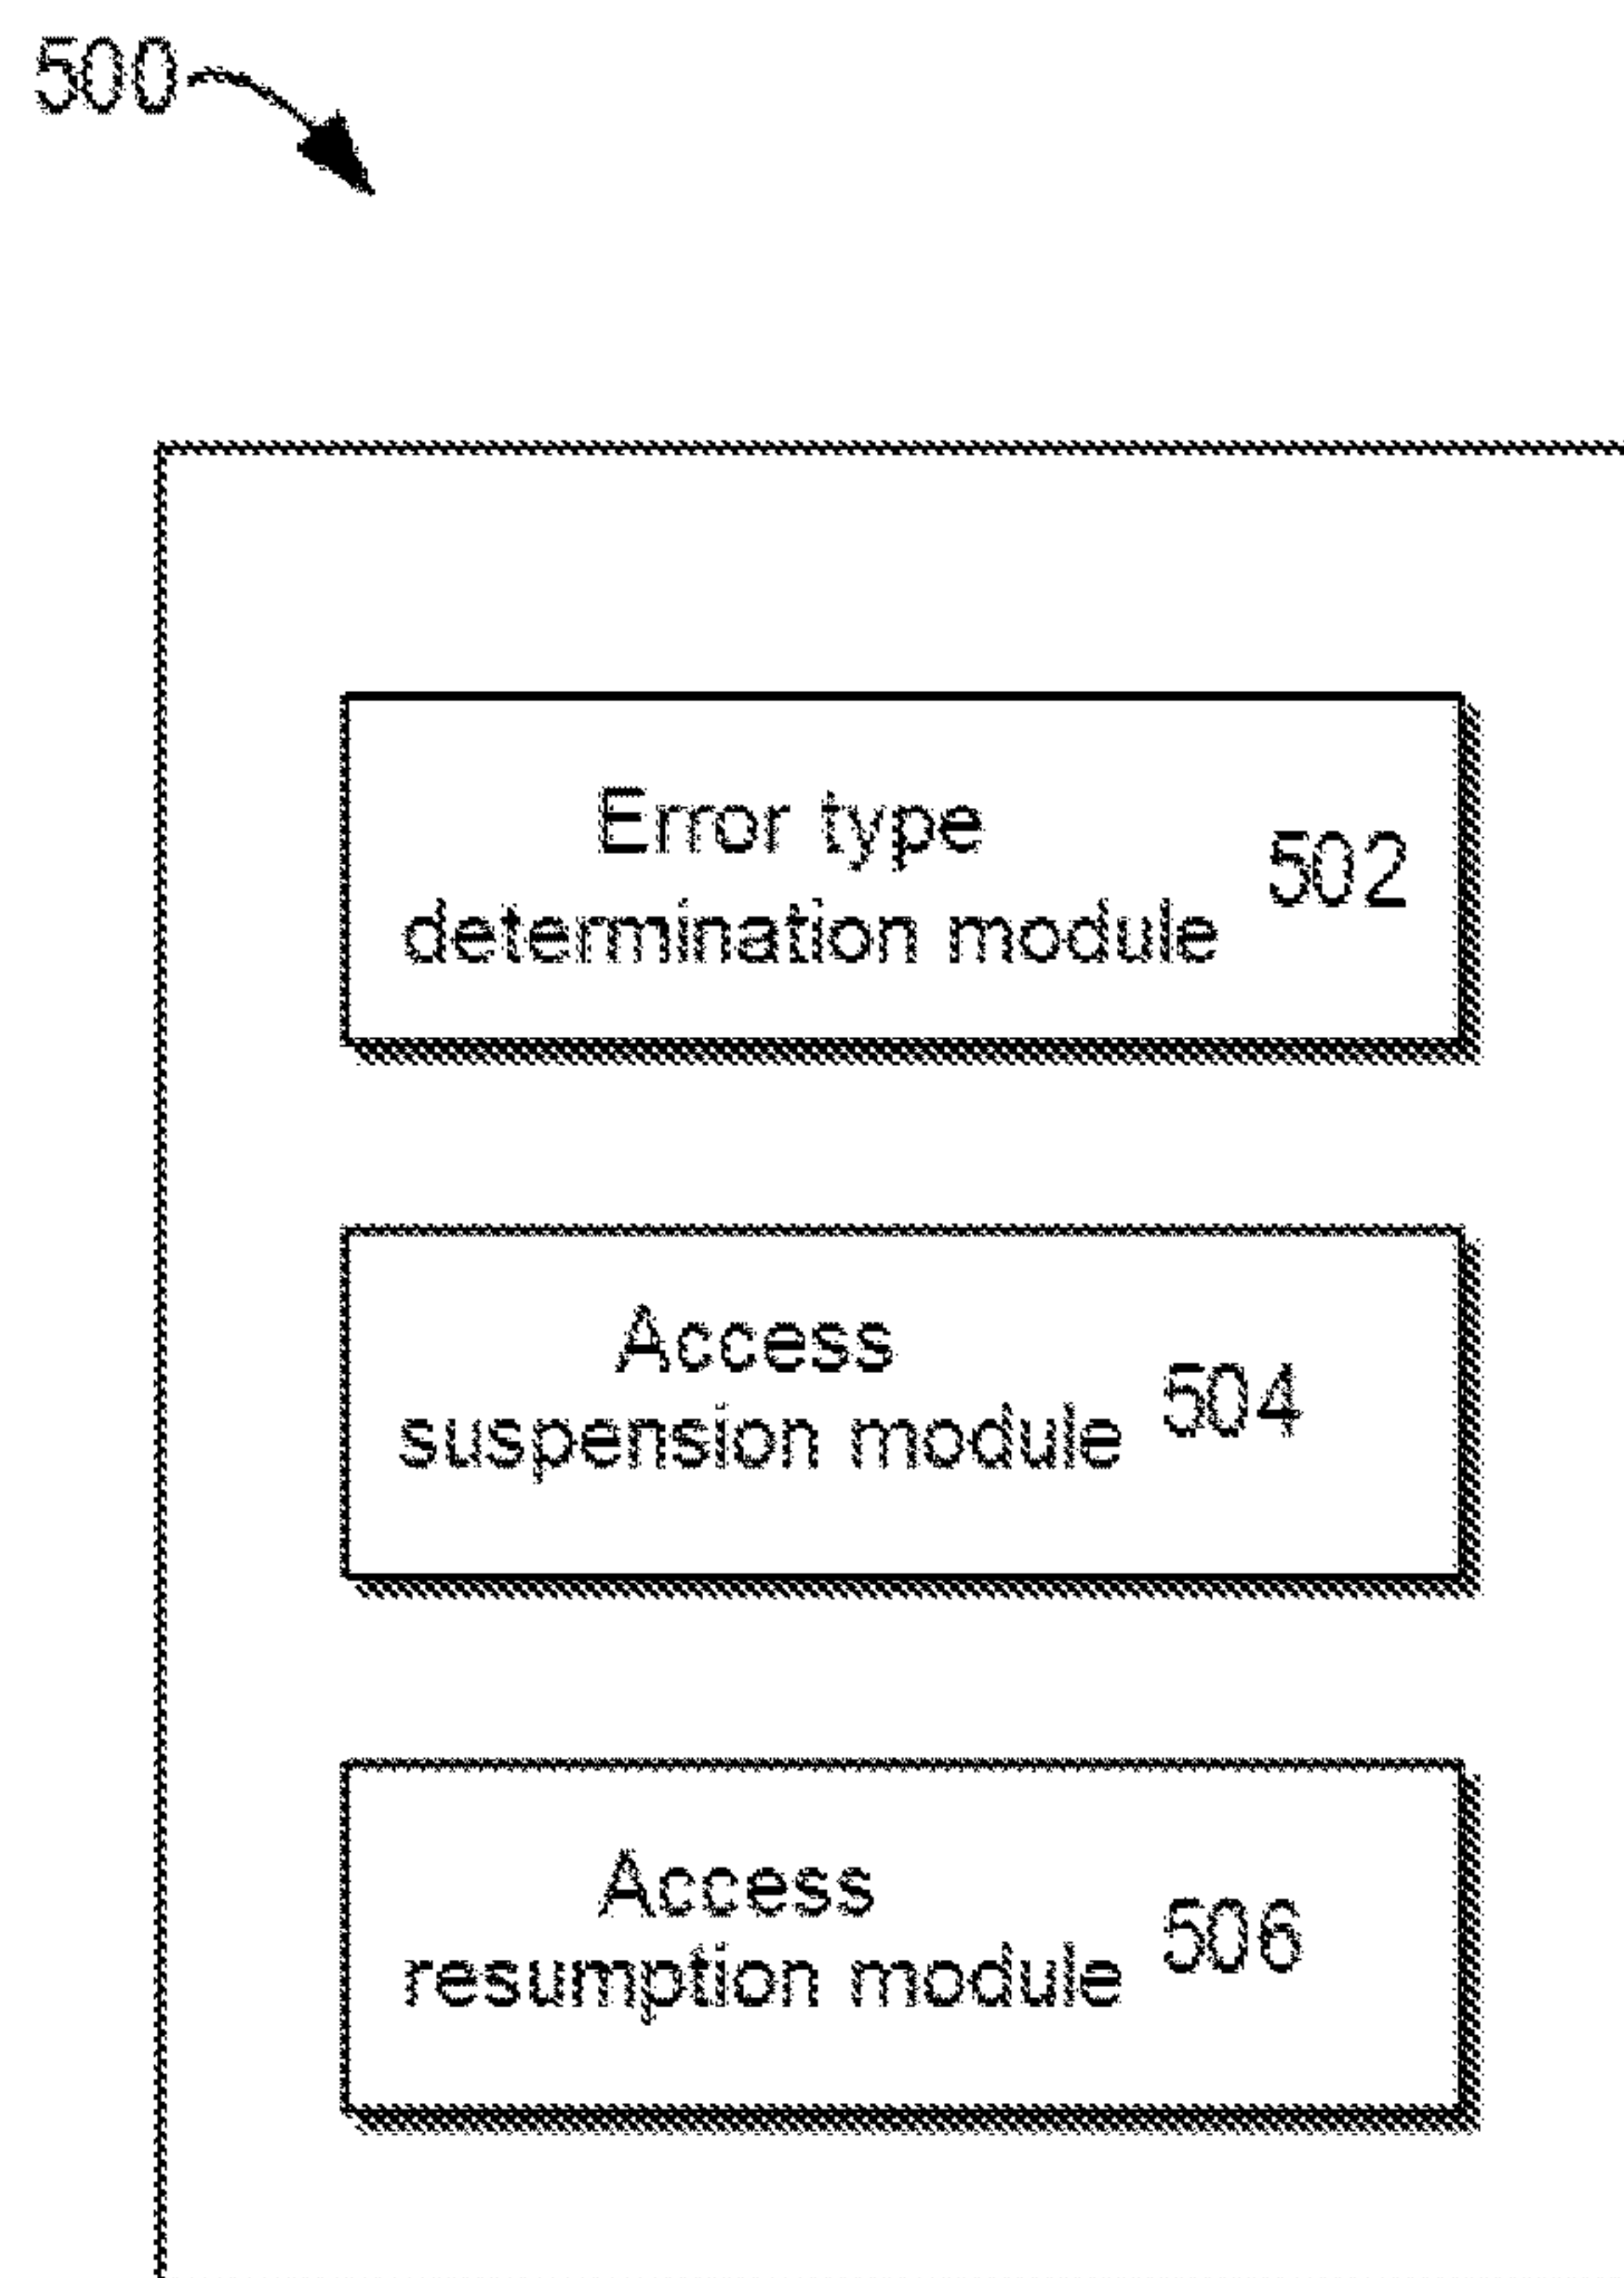 500
Error type
determination module 502
Access
suspension module 504
Access
resumption module 506